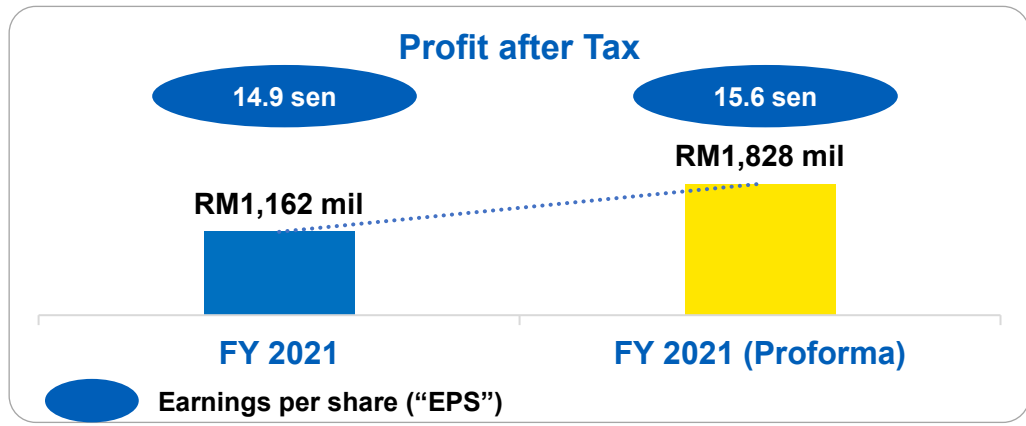 Profit after Tax
14.9 sen
15.6 sen
RM1,828 mil
RM1,162 mil
FY 2021
FY 2021 (Proforma)
Earnings per share (“EPS”)